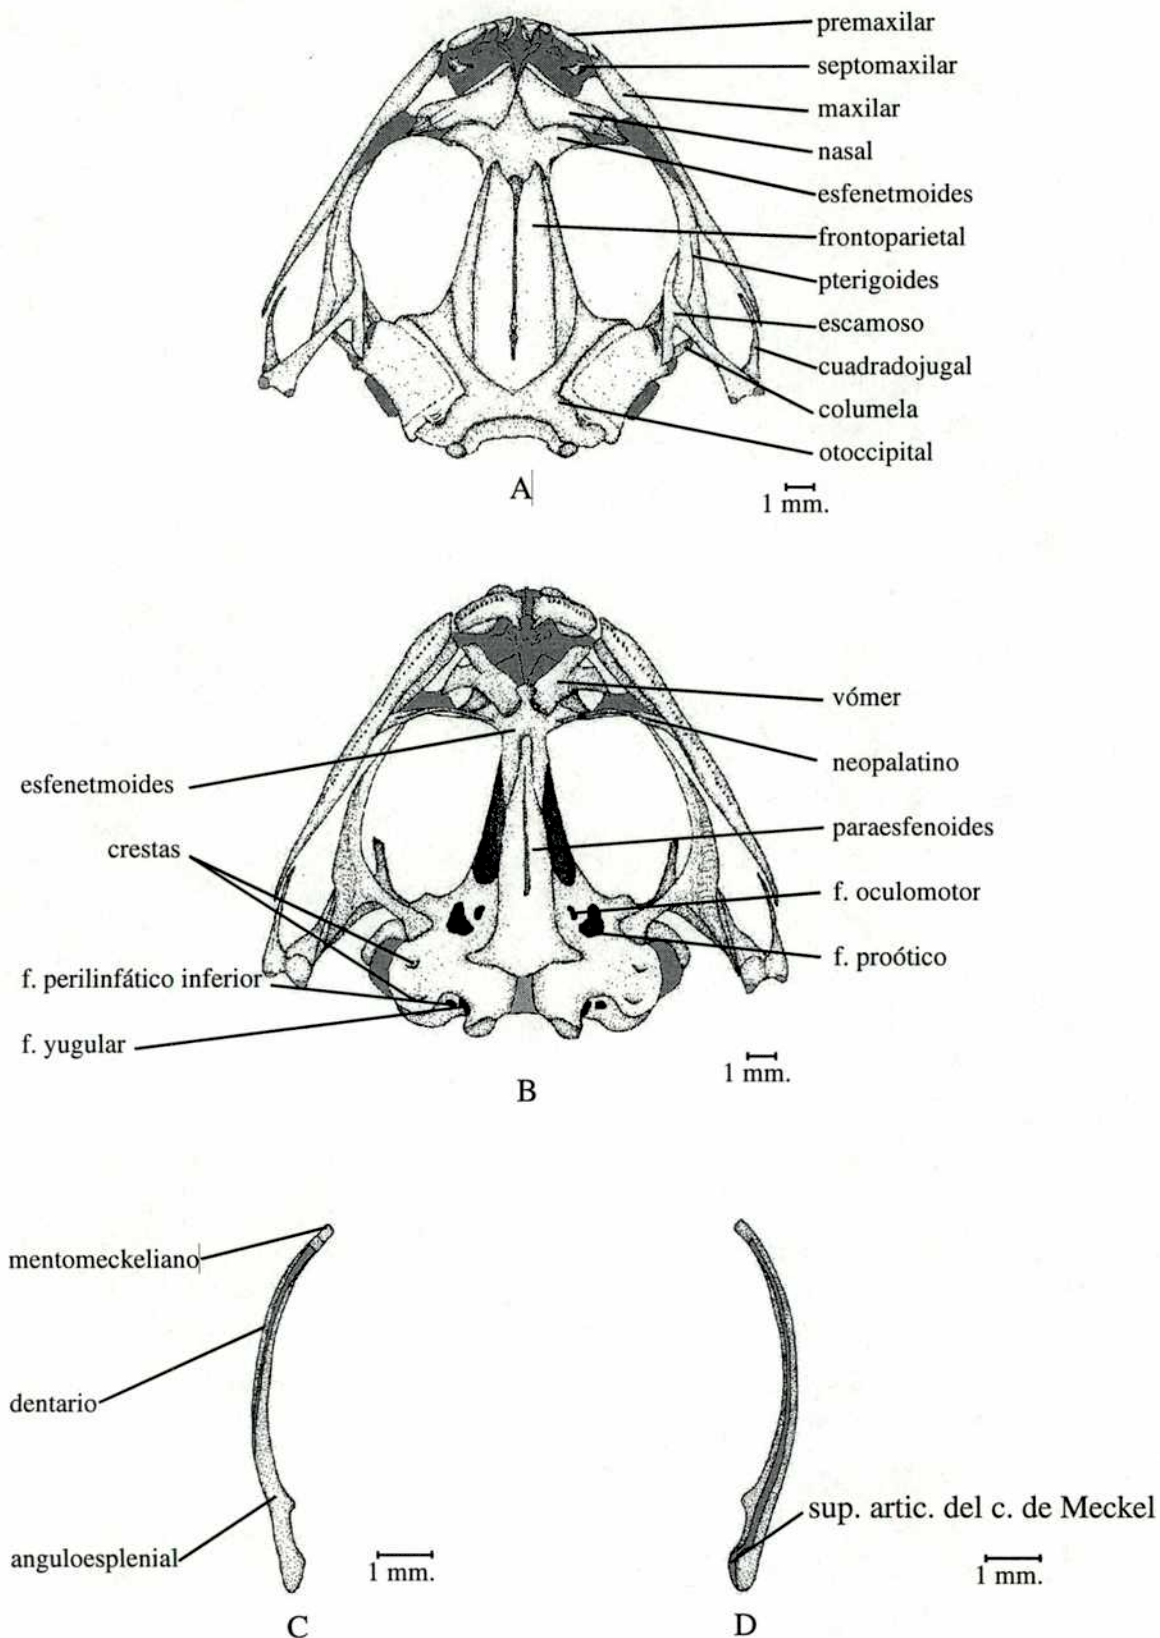 premaxilar
septomaxilar
maxilar
nasal
esfenetmoides
frontoparietal
pterigoides
escamoso
cuadradojugal
columela
otoccipital
A
1 mm.
vómer
neopalatino
esfenetmoides
paraesfenoides
crestas
f. oculomotor
f. proótico
f. perilinfático inferior
f. yugular
1 mm.
B
mentomeckeliano
dentario
sup. artic. del c. de Meckel
anguloesplenial
1 mm.
1 mm.
C
D